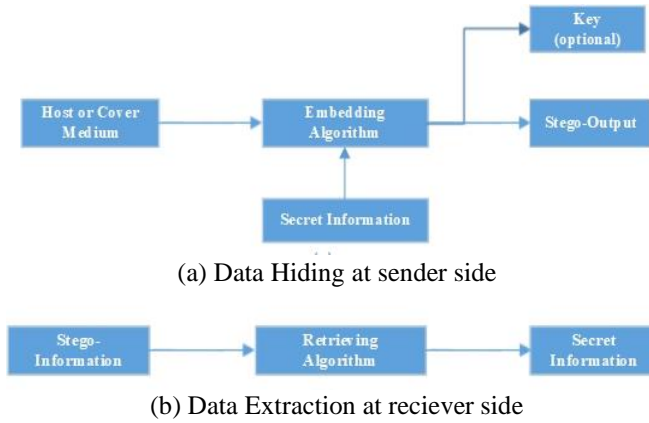 Key
(optional)
Host or Cover
Medium
Embedding
Algorithm
Stego-Output
Secret Information
(a) Data Hiding at sender side
Stego-
Information
Retrieving
Algorithm
Secret
Information
(b) Data Extraction at reciever side